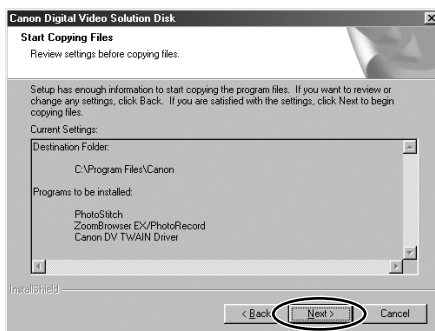 Canon Digital Video Solution Disk
Start Copying Files
Review settings before copying files.
Setup has enough information to start copying the program files. If you want to review or
change any settings, click Back. If you are satisfied with the settings, click Next to begin
copying files.
Current Settings:
Destination Folder:
C:\Program Files\Canon
Programs to be installed:
PhotoStitch
ZoomBrowser EX/PhotoRecord
Canon DV TWAIN Driver
InstallShield
< Back Next > Cancel